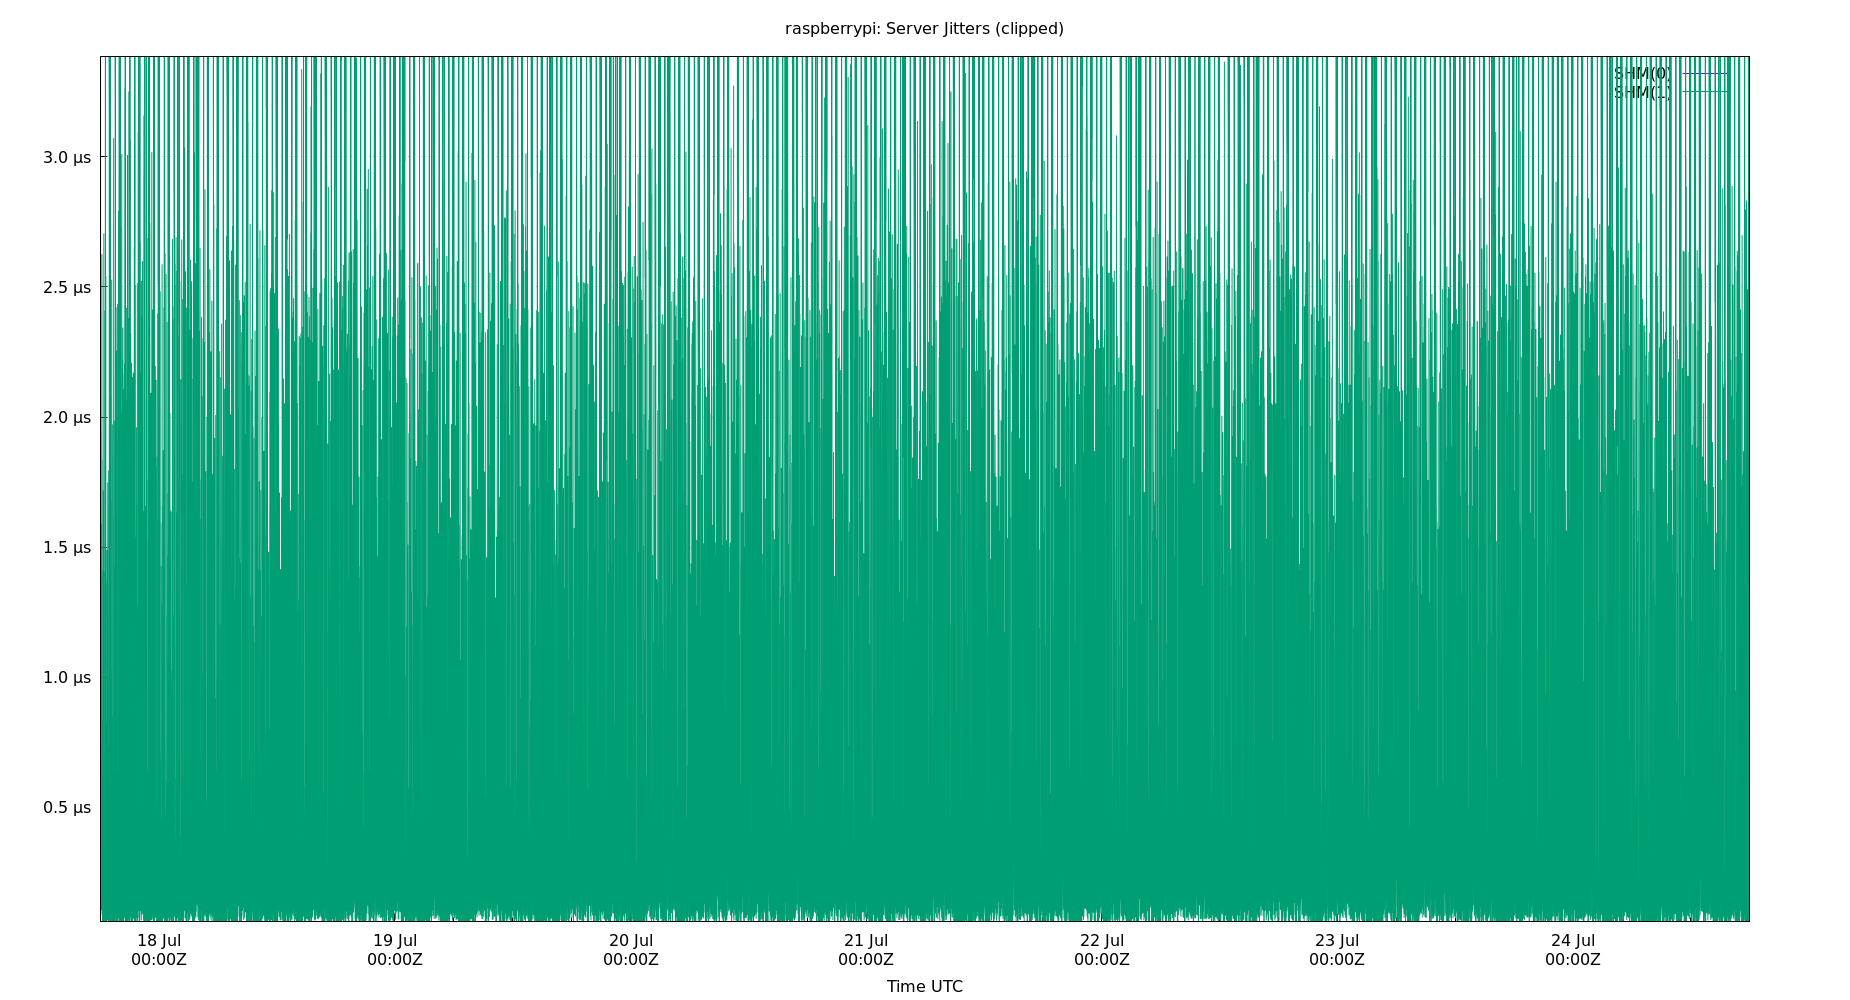 raspberrypi: Server Jitters (clipped)
SHM(0)
SHM(1)
3.0 µs
2.5 µs
2.0 µs
1.5 µs
1.0 µs
0.5 µs
18 Jul 19 Jul 20 Jul 21 Jul 22 Jul 23 Jul 24 Jul
00:00Z 00:00Z 00:00Z 00:00Z 00:00Z 00:00Z 00:00Z
Time UTC